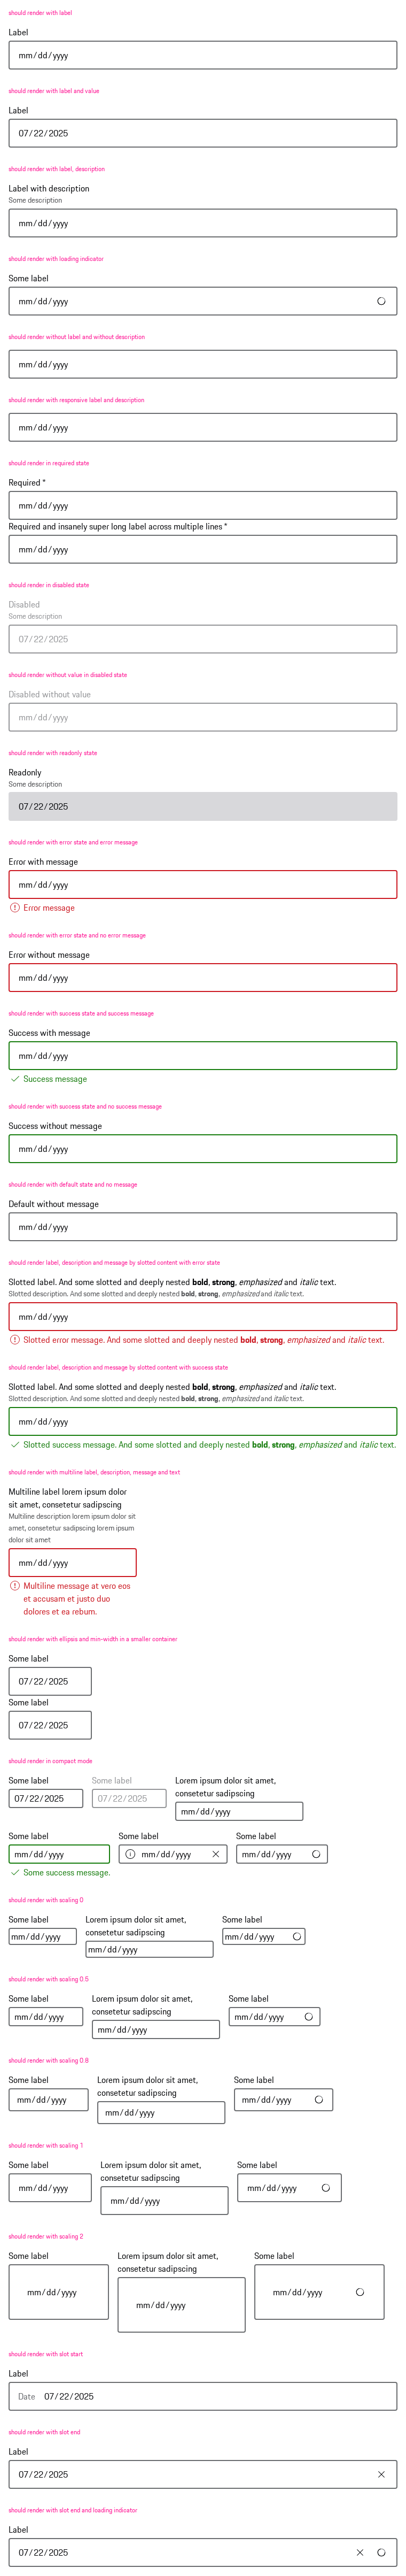 should render with label
Label
mm/dd/yyyy
should render with label and value
Label
07/22/2025
should render with label, description
Label with description
Some description
mm/dd/yyyy
should render with loading indicator
Some label
mm/dd/yyyy
should render without label and without description
mm/dd/yyyy
should render with responsive label and description
mm/dd/yyyy
should render in required state
Required *
mm/dd/yyyy
Required and insanely super long label across multiple lines *
mm/dd/yyyy
should render in disabled state
Disabled
Some description
07/22/2025
should render without value in disabled state
Disabled without value
mm/dd/yyyy
should render with readonly state
Readonly
Some description
07/22/2025
should render with error state and error message
Error with message
mm/dd/yyyy
Error message
should render with error state and no error message
Error without message
mm/dd/yyyy
should render with success state and success message
Success with message
mm/dd/yyyy
Success message
should render with success state and no success message
Success without message
mm/dd/yyyy
should render with default state and no message
Default without message
mm/dd/yyyy
should render label, description and message by slotted content with error state
Slotted label. And some slotted and deeply nested bold, strong, emphasized and italic text.
Slotted description. And some slotted and deeply nested bold, strong, emphasized and italic text.
mm/dd/yyyy
Slotted error message. And some slotted and deeply nested bold, strong, emphasized and italic text.
should render label, description and message by slotted content with success state
Slotted label. And some slotted and deeply nested bold, strong, emphasized and italic text.
Slotted description. And some slotted and deeply nested bold, strong, emphasized and italic text.
mm/dd/yyyy
Slotted success message. And some slotted and deeply nested bold, strong, emphasized and italic text.
should render with multiline label, description, message and text
Multiline label lorem ipsum dolor
sit amet, consetetur sadipscing
Multiline description lorem ipsum dolor sit
amet, consetetur sadipscing lorem ipsum
dolor sit amet
mm/dd/yyyy
Multiline message at vero eos
et accusam et justo duo
dolores et ea rebum.
should render with ellipsis and min-width in a smaller container
Some label
07/22/2025
Some label
07/22/2025
should render in compact mode
Some label Some label Lorem ipsum dolor sit amet,
consetetur sadipscing
07/22/2025 07/22/2025 mm/dd/yyyy
Some label Some label Some label
mm/dd/yyyy mm/dd/yyyy mm/dd/yyyy
Some success message.
should render with scaling 0
Some label Lorem ipsum dolor sit amet, Some label
consetetur sadipscing
mm/dd/yyyy mm/dd/yyyy mm/dd/yyyy
should render with scaling 0.5
Some label Lorem ipsum dolor sit amet, Some label
consetetur sadipscing
mm/dd/yyyy mm/dd/yyyy mm/dd/yyyy
should render with scaling 0.8
Some label Lorem ipsum dolor sit amet, Some label
consetetur sadipscing
mm/dd/yyyy mm/dd/yyyy mm/dd/yyyy
should render with scaling 1
Some label Lorem ipsum dolor sit amet, Some label
consetetur sadipscing
mm/dd/yyyy mm/dd/yyyy mm/dd/yyyy
should render with scaling 2
Some label Lorem ipsum dolor sit amet, Some label
consetetur sadipscing
mm/dd/yyyy mm/dd/yyyy mm/dd/yyyy
should render with slot start
Label
Date 07/22/2025
should render with slot end
Label
07/22/2025
should render with slot end and loading indicator
Label
07/22/2025